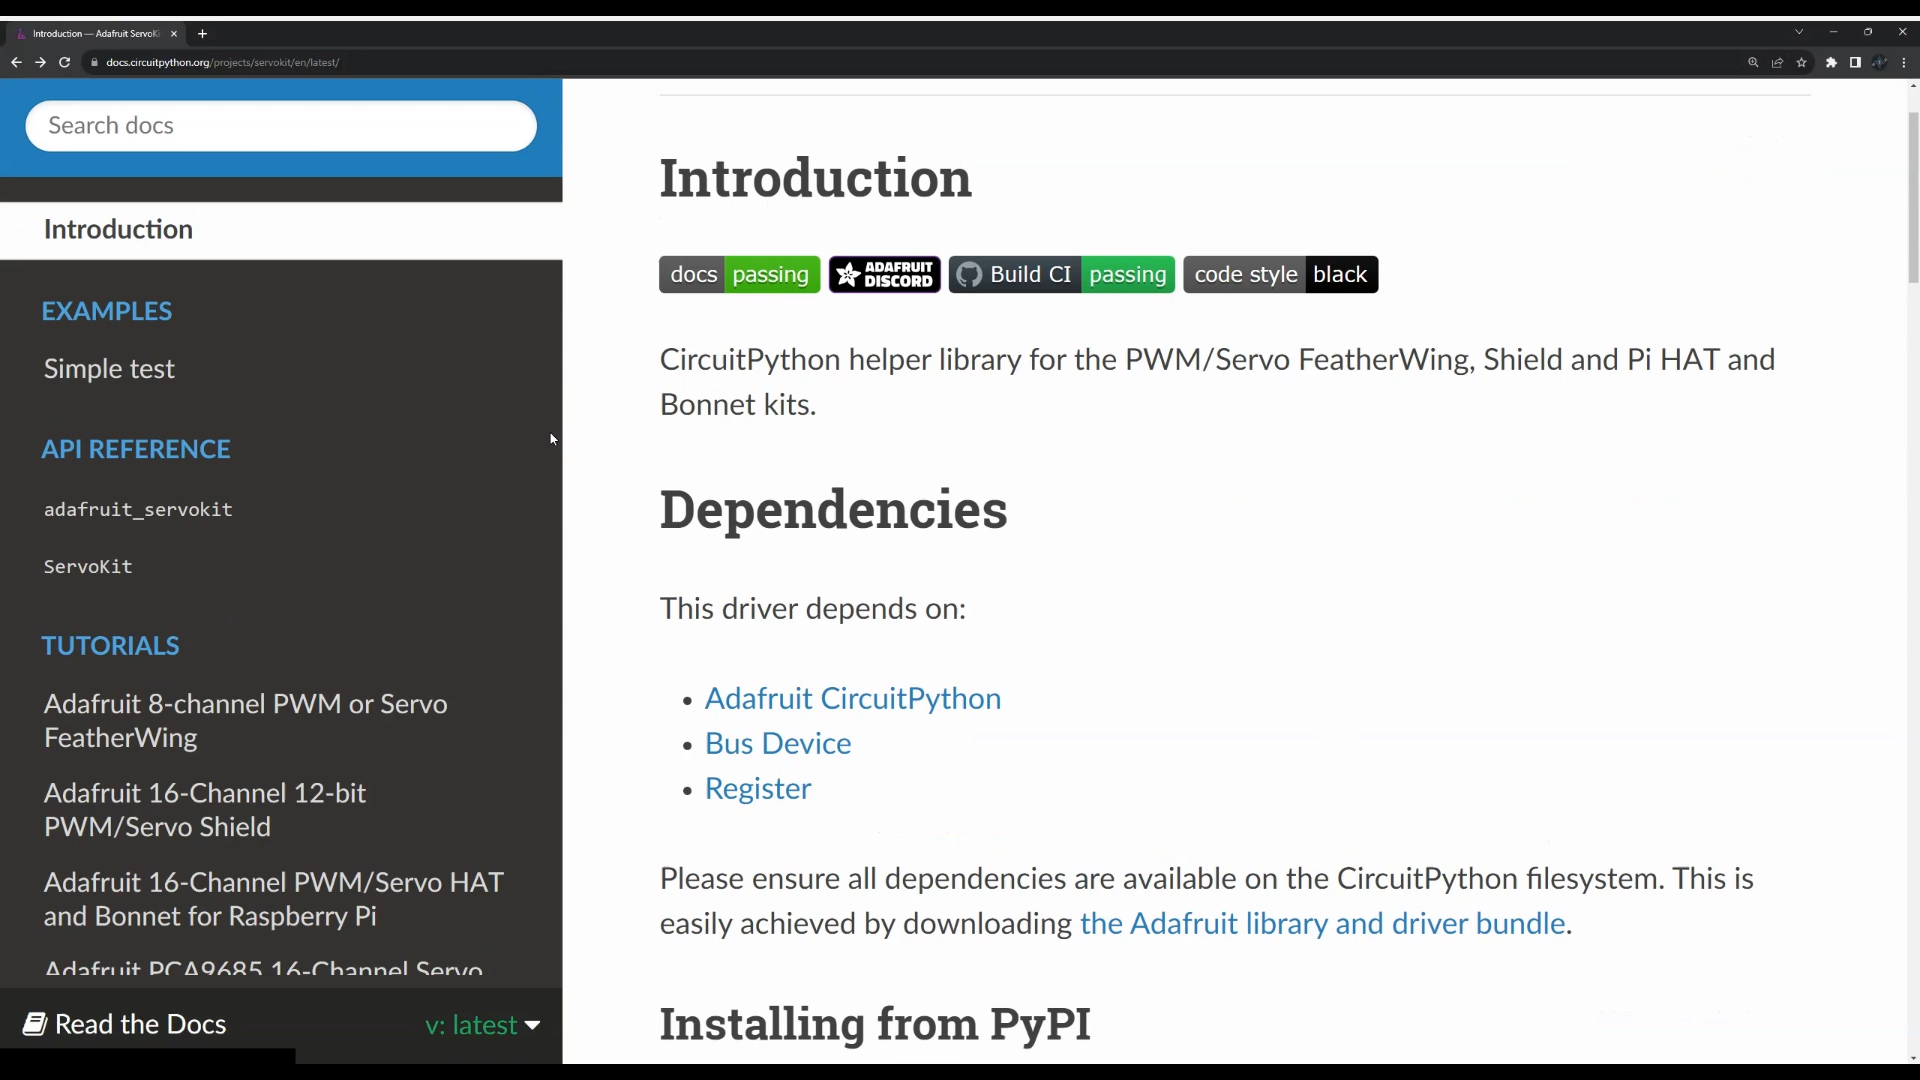 Introduction — Adafruit ServoKi
docs.circuitpython.org/projects/servokit/en/latest/
Search docs
Introduction
EXAMPLES
Simple test
API REFERENCE
adafruit_servokit
ServoKit
TUTORIALS
Adafruit 8-channel PWM or Servo
FeatherWing
Adafruit 16-Channel 12-bit
PWM/Servo Shield
Adafruit 16-Channel PWM/Servo HAT
and Bonnet for Raspberry Pi
Adafruit PCA9685 16-Channel Servo
Read the Docs
v: latest
Introduction
docs passing ADAFRUIT DISCORD Build CI passing code style black
CircuitPython helper library for the PWM/Servo FeatherWing, Shield and Pi HAT and
Bonnet kits.
Dependencies
This driver depends on:
• Adafruit CircuitPython
• Bus Device
• Register
Please ensure all dependencies are available on the CircuitPython filesystem. This is
easily achieved by downloading the Adafruit library and driver bundle.
Installing from PyPI